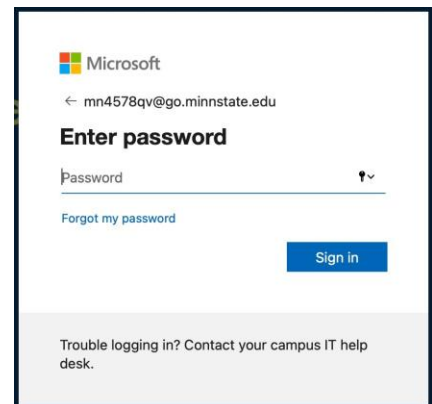 Microsoft
← mn4578qv@go.minnstate.edu
Enter password
Password
Forgot my password
Sign in
Trouble logging in? Contact your campus IT help
desk.